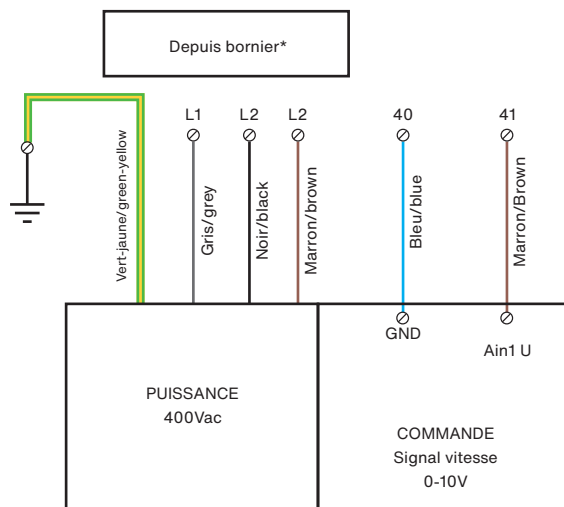 Depuis bornier*
L1
L2
L2
40
41
Vert-jaune/green-yellow
Gris/grey
Noir/black
Marron/brown
Bleu/blue
Marron/Brown
GND
Ain1 U
PUISSANCE
400Vac
COMMANDE
Signal vitesse
0-10V